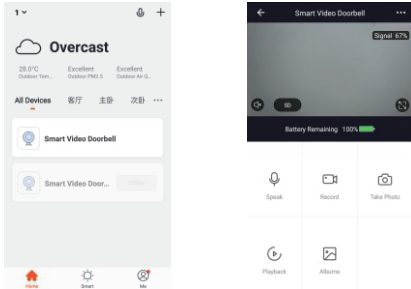 1
Overcast
28.0°C Excellent Excellent
Outdoor Tem... Outdoor PM2.5 Outdoor Air Q...
All Devices 客厅 主卧 次卧 ...
Smart Video Doorbell
Smart Video Door...
Home Smart Me
Smart Video Doorbell ...
Signal 67%
SD
Battery Remaining 100%
Speak Record Take Photo
Playback Albums